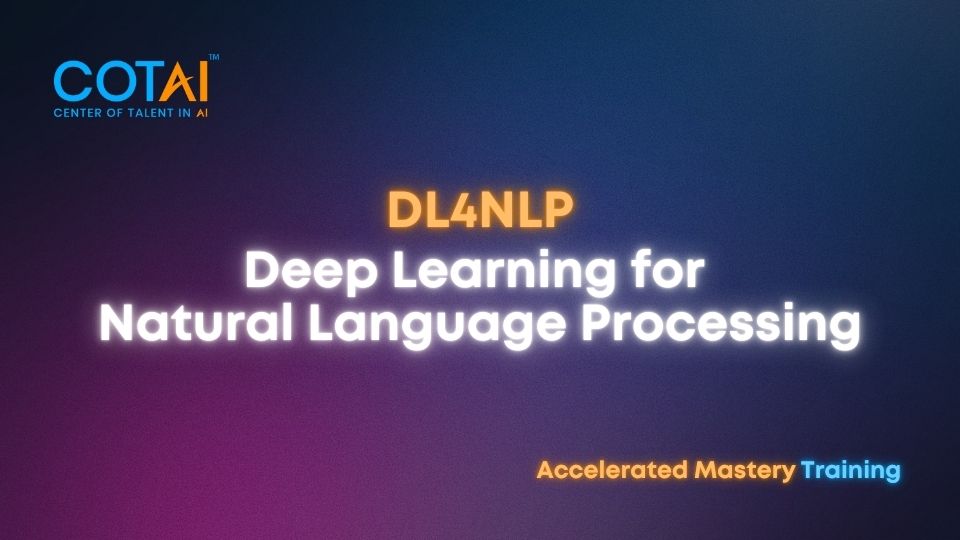 COTAI™
CENTER OF TALENT IN AI
DL4NLP
Deep Learning for
Natural Language Processing
Accelerated Mastery Training